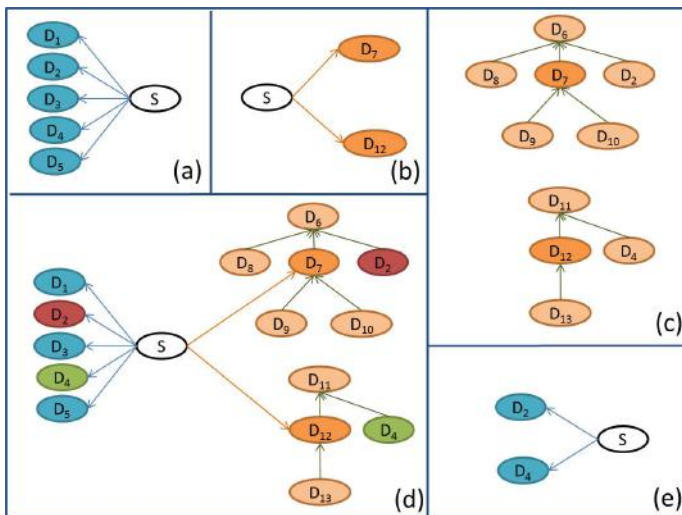 D₁
D₂
D₃
D₄
D₅
S
(a)
D₇
S
D₁₂
(b)
D₆
D₈ D₇ D₂
D₉ D₁₀
D₁₁
D₁₂ D₄
D₁₃
(c)
D₁
D₂
D₃
D₄
D₅
S
D₆
D₈ D₇ D₂
D₉ D₁₀
D₁₁
D₁₂ D₄
D₁₃
(d)
D₂
S
D₄
(e)